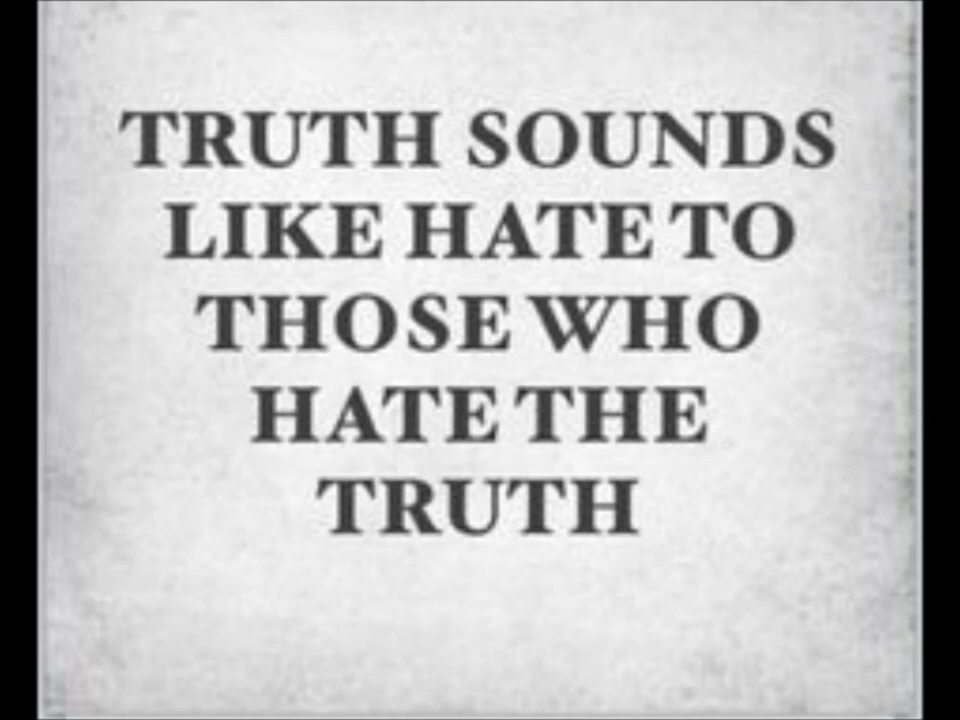 TRUTH SOUNDS
LIKE HATE TO
THOSE WHO
HATE THE
TRUTH